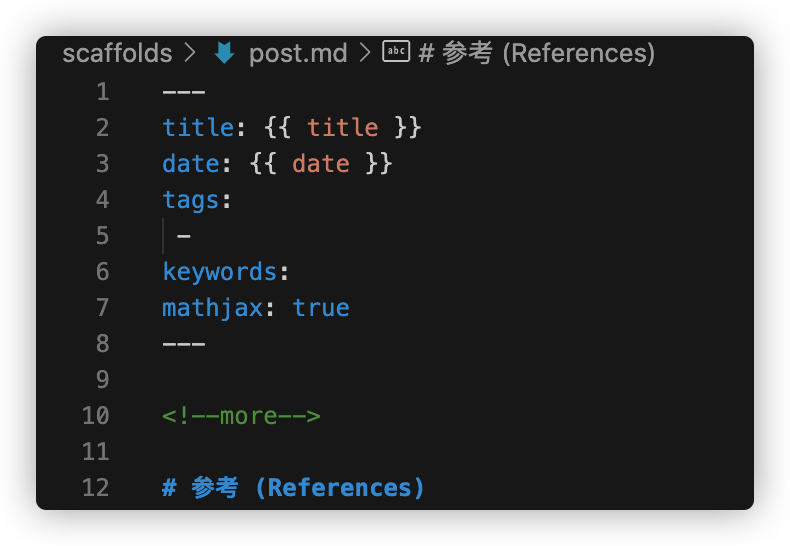 scaffolds > post.md > abc # 参考 (References)
1 ---
2 title: {{ title }}
3 date: {{ date }}
4 tags:
5  -
6 keywords:
7 mathjax: true
8 ---
9
10 <!--more-->
11
12 # 参考 (References)